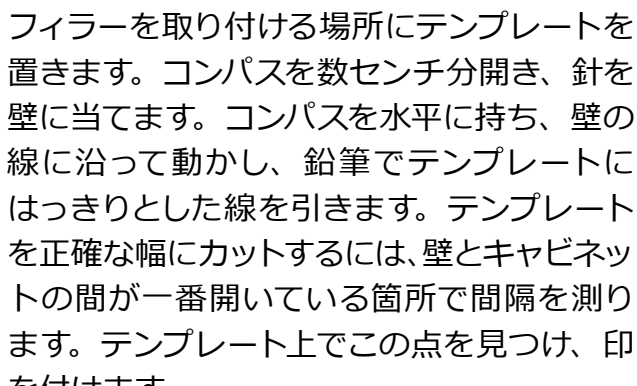 フィラーを取り付ける場所にテンプレートを
置きます。コンパスを数センチ分開き、針を
壁に当てます。コンパスを水平に持ち、壁の
線に沿って動かし、鉛筆でテンプレートに
はっきりとした線を引きます。テンプレート
を正確な幅にカットするには、壁とキャビネッ
トの間が一番開いている箇所で間隔を測り
ます。テンプレート上でこの点を見つけ、印
を付けます。